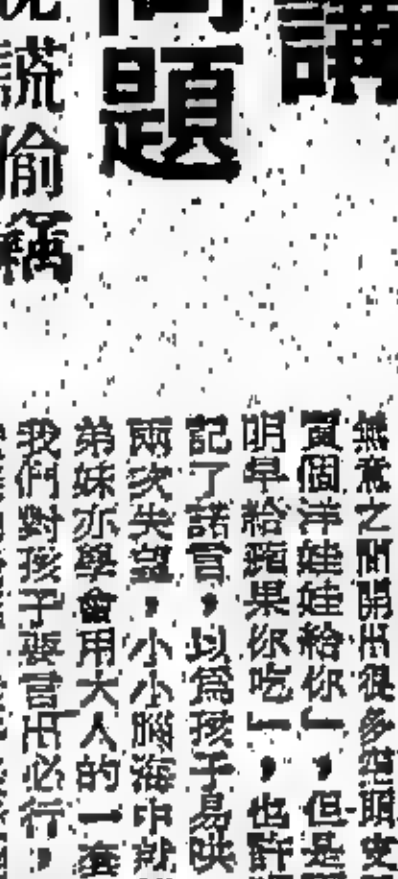 講
問題
說謊偷竊
無意之間開出很多空頭支
買個洋娃娃給你」，但是
明早給蘋果你吃」，也許
記了諾言，以為孩子易哄
兩次失望，小小腦海中就
弟妹亦學會用大人的一套
我們對孩子要言出必行，